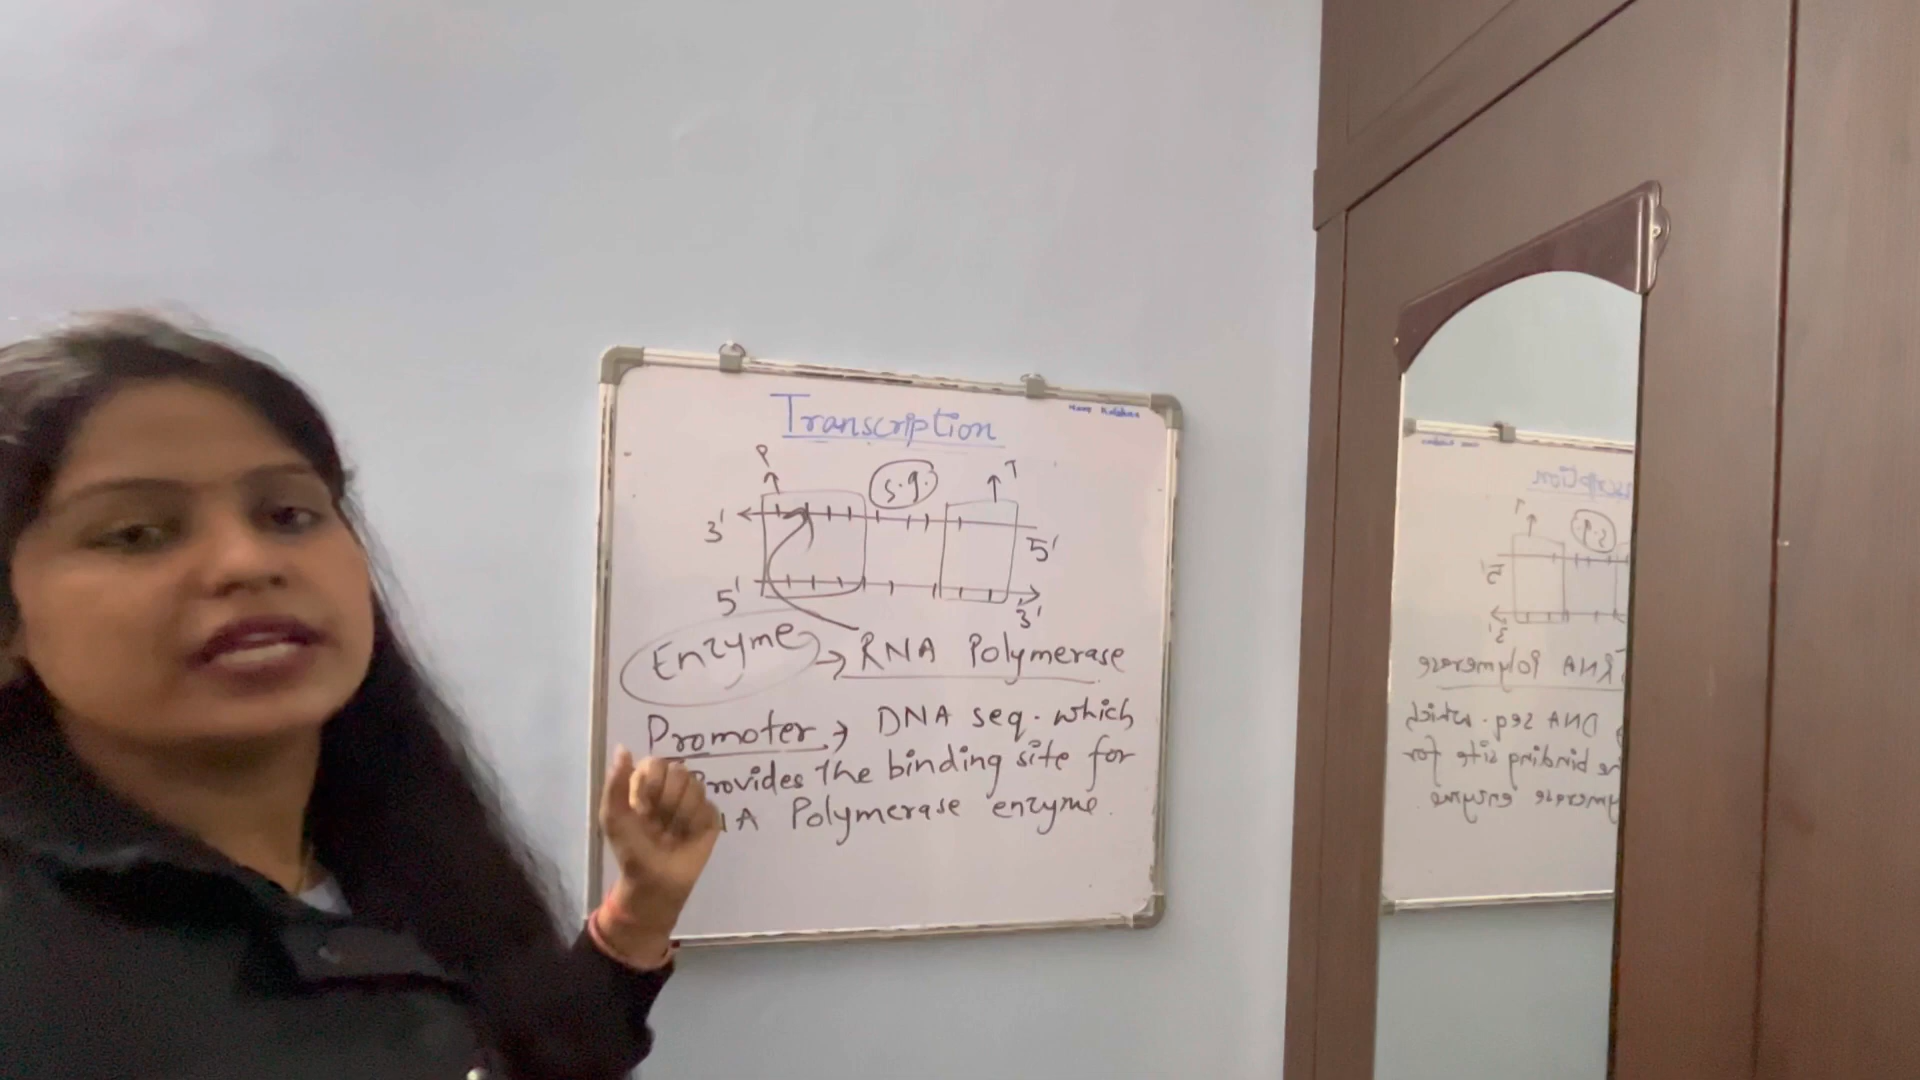 Transcription
P
s.g.
T
3'
5'
5'
3'
Enzyme → RNA Polymerase
Promoter → DNA seq. which
Provides the binding site for
A Polymerase enzyme.